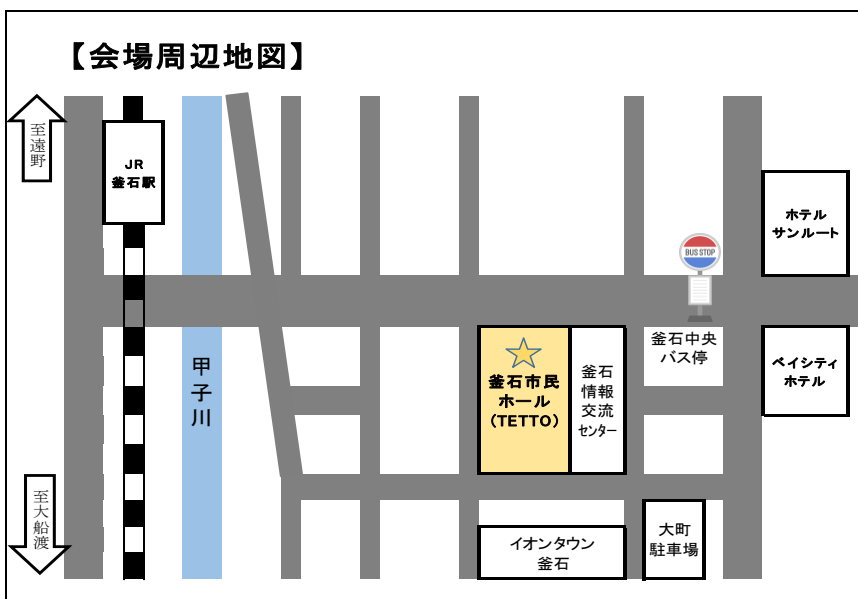 【会場周辺地図】
至遠野
JR
釜石駅
ホテル
サンルート
BUS STOP
釜石中央
バス停
ベイシティ
ホテル
甲子川
釜石市民
ホール
(TETTO)
釜石
情報
交流
センター
至大船渡
イオンタウン
釜石
大町
駐車場